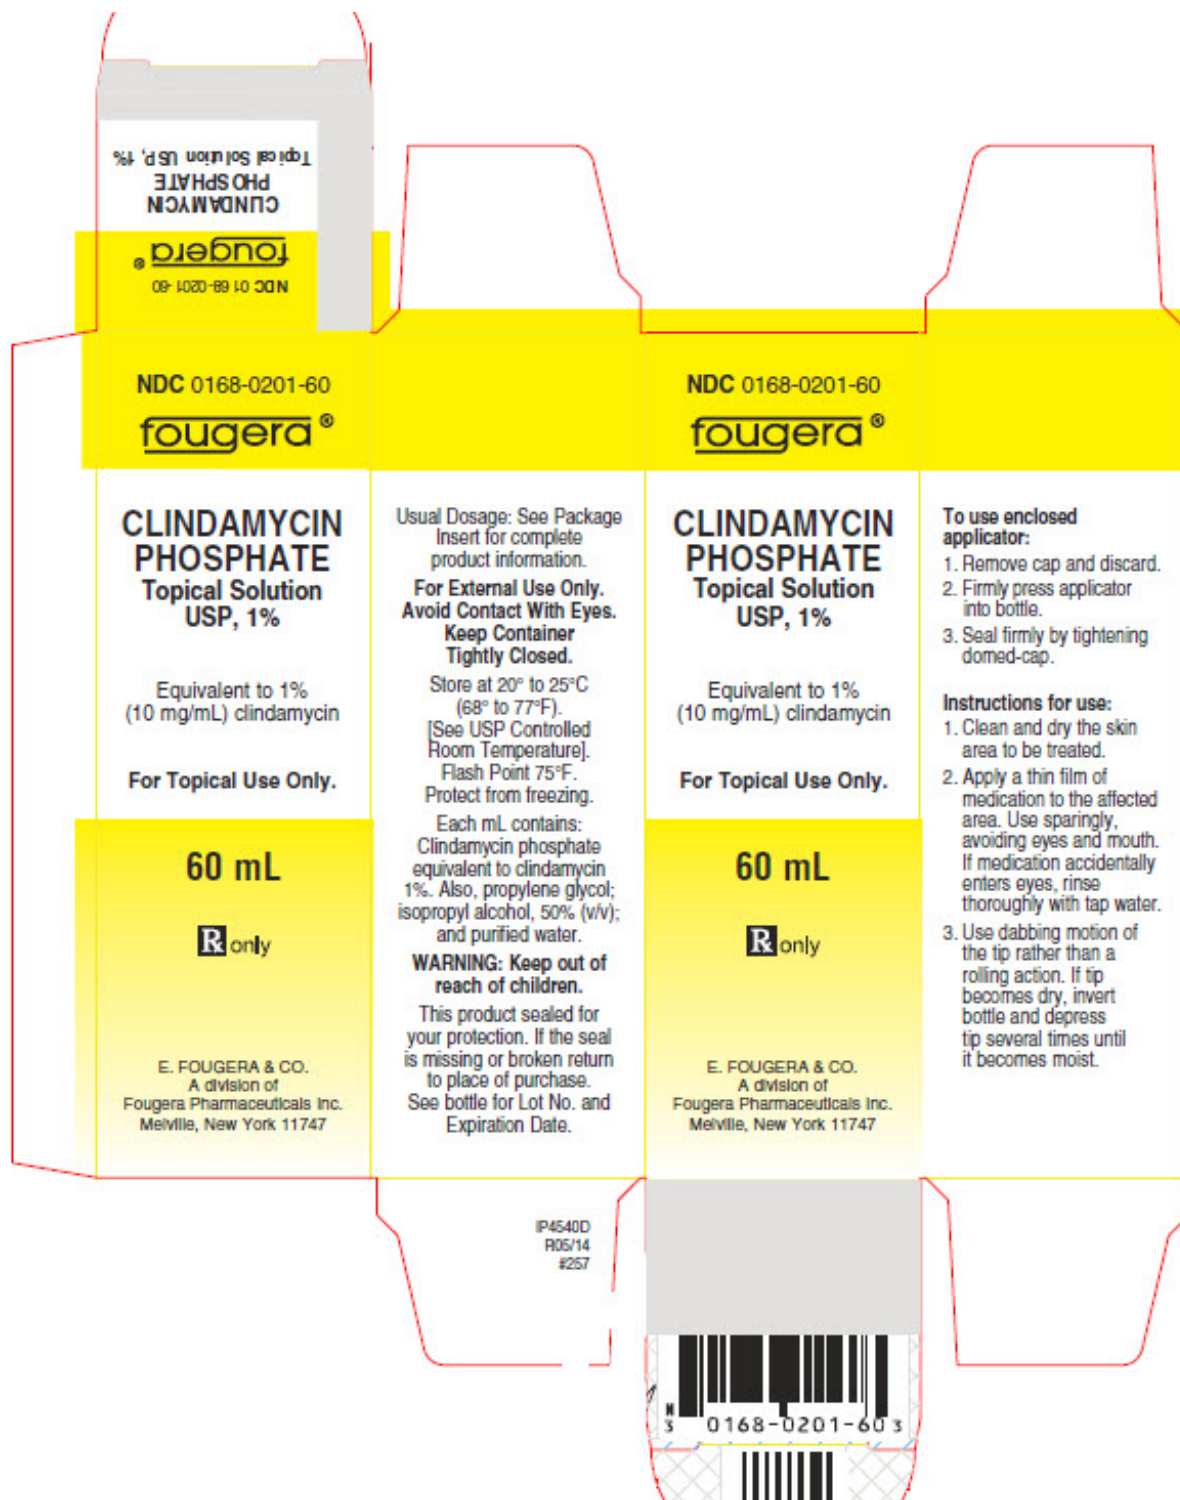 NDC 0168-0201-60
fougera®
CLINDAMYCIN
PHOSPHATE
Topical Solution USP, 1%
NDC 0168-0201-60
fougera®
CLINDAMYCIN
PHOSPHATE
Topical Solution
USP, 1%
Equivalent to 1%
(10 mg/mL) clindamycin
For Topical Use Only.
60 mL
Rx only
E. FOUGERA & CO.
A division of
Fougera Pharmaceuticals Inc.
Melville, New York 11747
Usual Dosage: See Package
Insert for complete
product information.
For External Use Only.
Avoid Contact With Eyes.
Keep Container
Tightly Closed.
Store at 20° to 25°C
(68° to 77°F).
[See USP Controlled
Room Temperature].
Flash Point 75°F.
Protect from freezing.
Each mL contains:
Clindamycin phosphate
equivalent to clindamycin
1%. Also, propylene glycol;
isopropyl alcohol, 50% (v/v);
and purified water.
WARNING: Keep out of
reach of children.
This product sealed for
your protection. If the seal
is missing or broken return
to place of purchase.
See bottle for Lot No. and
Expiration Date.
NDC 0168-0201-60
fougera®
CLINDAMYCIN
PHOSPHATE
Topical Solution
USP, 1%
Equivalent to 1%
(10 mg/mL) clindamycin
For Topical Use Only.
60 mL
Rx only
E. FOUGERA & CO.
A division of
Fougera Pharmaceuticals Inc.
Melville, New York 11747
To use enclosed
applicator:
1. Remove cap and discard.
2. Firmly press applicator
into bottle.
3. Seal firmly by tightening
domed-cap.
Instructions for use:
1. Clean and dry the skin
area to be treated.
2. Apply a thin film of
medication to the affected
area. Use sparingly,
avoiding eyes and mouth.
If medication accidentally
enters eyes, rinse
thoroughly with tap water.
3. Use dabbing motion of
the tip rather than a
rolling action. If tip
becomes dry, invert
bottle and depress
tip several times until
it becomes moist.
IP4540D
R05/14
#257
N
3 0168-0201-60 3